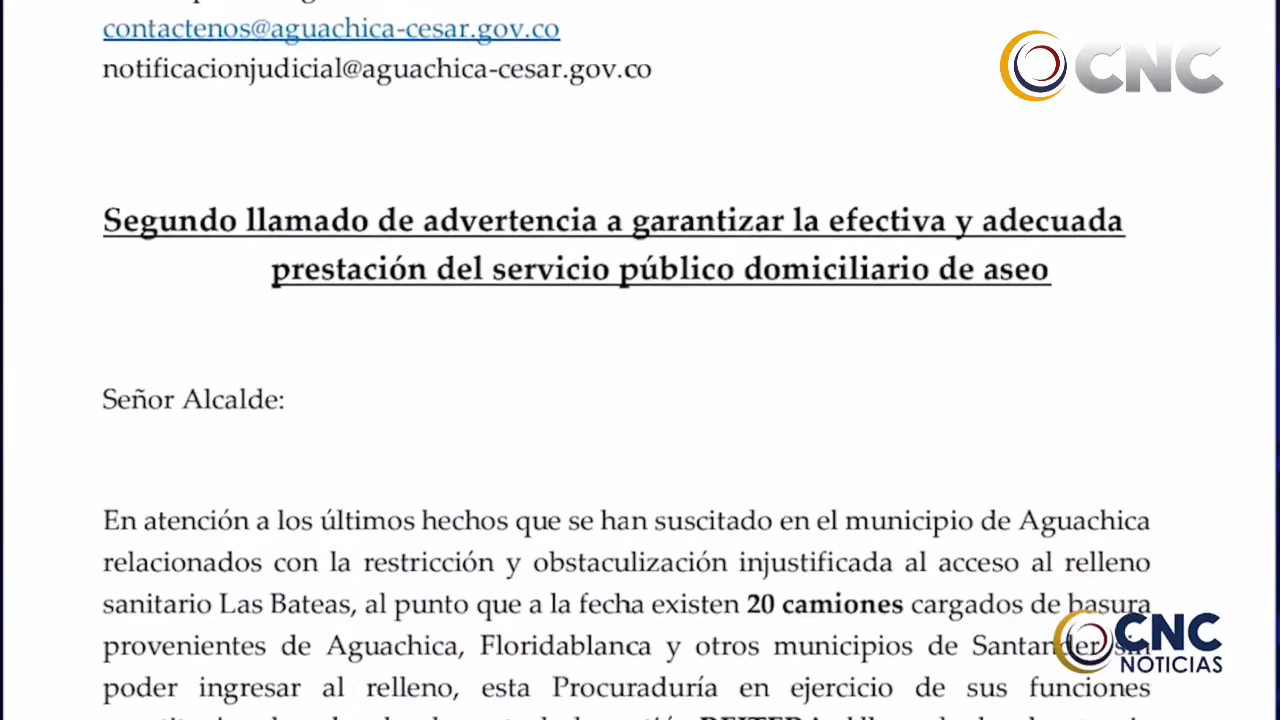 contactenos@aguachica-cesar.gov.co
notificacionjudicial@aguachica-cesar.gov.co
CNC
Segundo llamado de advertencia a garantizar la efectiva y adecuada
prestación del servicio público domiciliario de aseo
Señor Alcalde:
En atención a los últimos hechos que se han suscitado en el municipio de Aguachica
relacionados con la restricción y obstaculización injustificada al acceso al relleno
sanitario Las Bateas, al punto que a la fecha existen 20 camiones cargados de basura
provenientes de Aguachica, Floridablanca y otros municipios de Santander sin
poder ingresar al relleno, esta Procuraduría en ejercicio de sus funciones
CNC
NOTICIAS